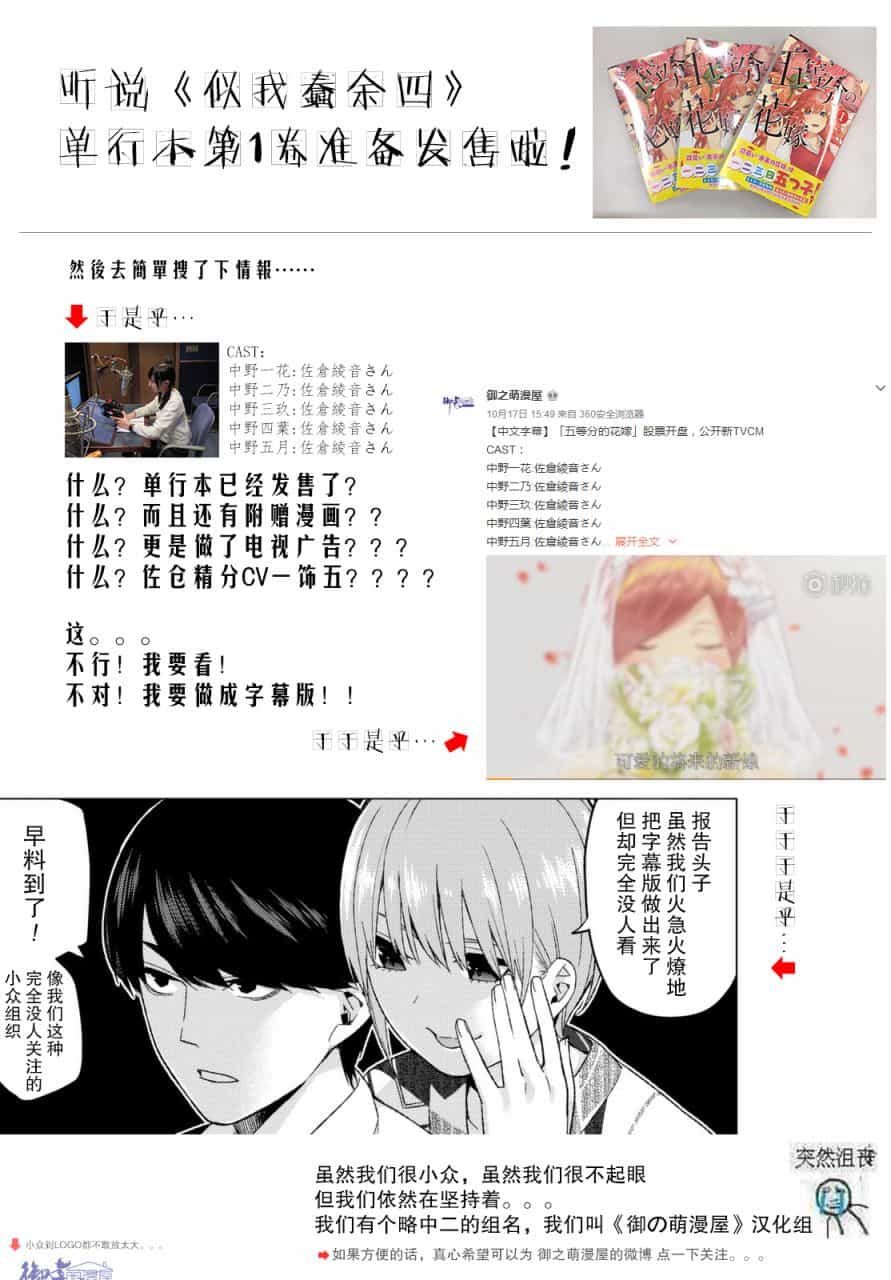 听说《似我蠢余四》
单行本第1卷准备发售啦！
五等分の
花嫁
一二三四五つ子!
然後去簡單搜了下情報……
于是乎…
CAST:
中野一花:佐倉綾音さん
中野二乃:佐倉綾音さん
中野三玖:佐倉綾音さん
中野四葉:佐倉綾音さん
中野五月:佐倉綾音さん
什么？单行本已经发售了？
什么？而且还有附赠漫画？？
什么？更是做了电视广告？？？
什么？佐仓精分CV一饰五？？？？
这。。。
不行！我要看！
不对！我要做成字幕版！！
于于是乎…
御之萌漫屋
10月17日 15:49 来自 360安全浏览器
【中文字幕】「五等分的花嫁」股票开盘，公开新TVCM
CAST：
中野一花:佐倉綾音さん
中野二乃:佐倉綾音さん
中野三玖:佐倉綾音さん
中野四葉:佐倉綾音さん
中野五月:佐倉綾音さん... 展开全文
秒拍
可爱的将来的新娘
于于于是乎…
报告头子
虽然我们火急火燎地
把字幕版做出来了
但却完全没人看
早料到了！
像我们这种
完全没人关注的
小众组织
突然沮丧
虽然我们很小众，虽然我们很不起眼
但我们依然在坚持着。。。
我们有个略中二的组名，我们叫《御の萌漫屋》汉化组
如果方便的话，真心希望可以为 御之萌漫屋的微博 点一下关注。。。
小众到LOGO都不敢放太大。。。
御之萌漫屋